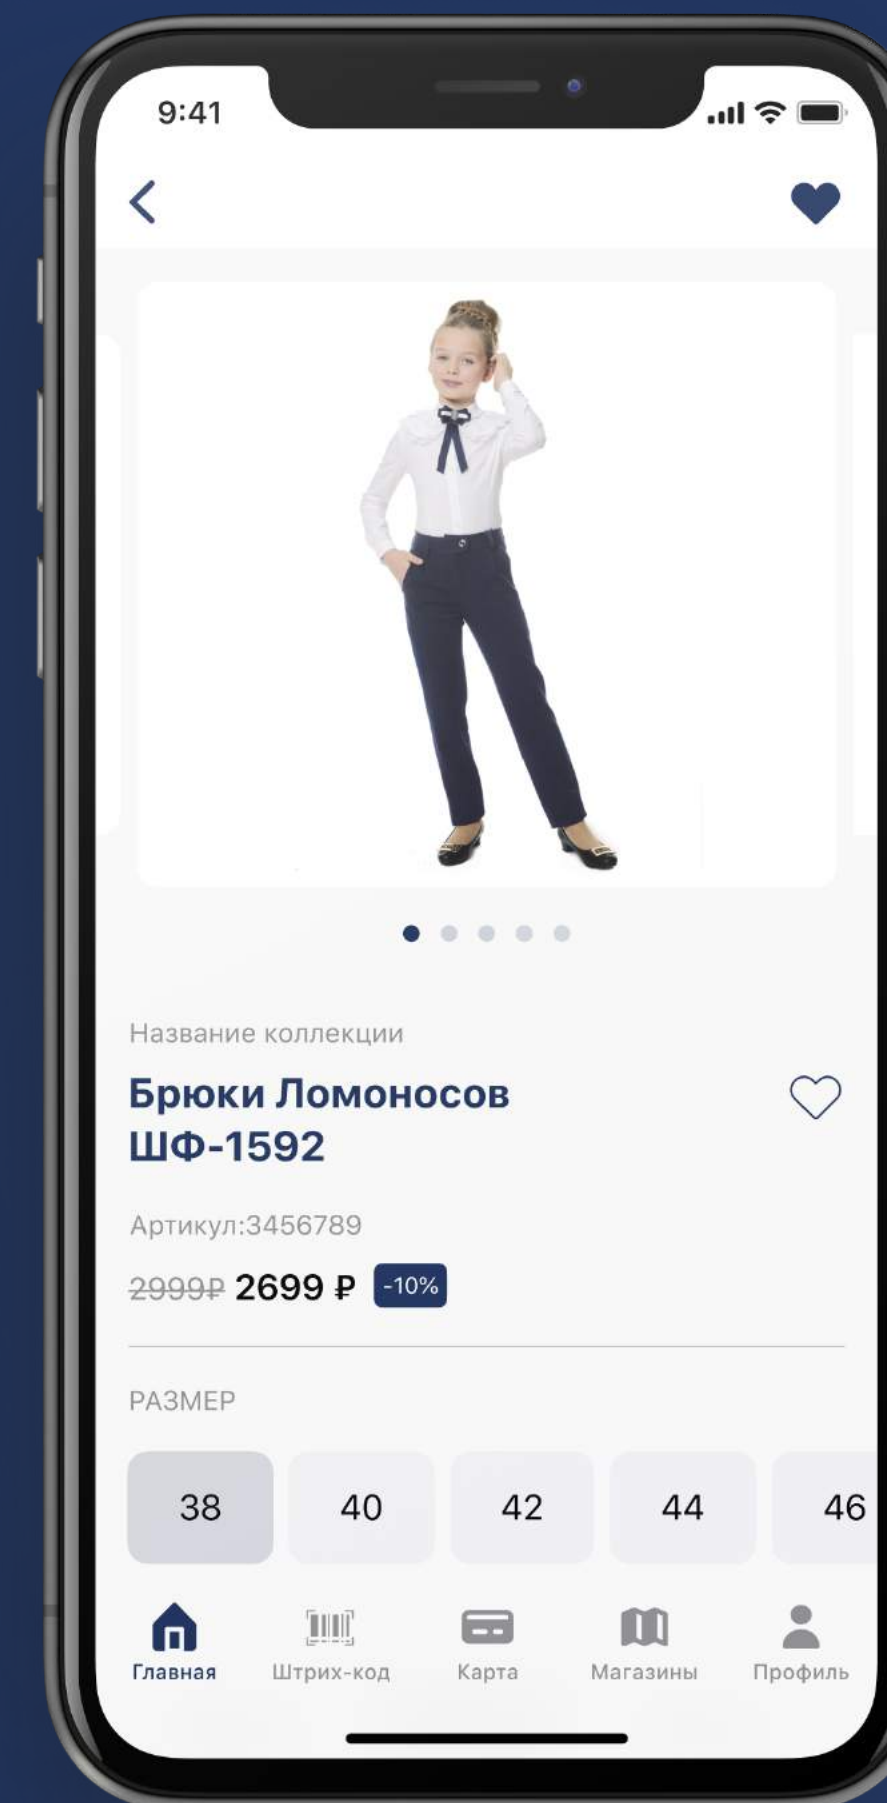 9:41
Название коллекции
Брюки Ломоносов
ШФ-1592
Артикул:3456789
2999₽ 2699 ₽ -10%
РАЗМЕР
38 40 42 44 46
Главная Штрих-код Карта Магазины Профиль